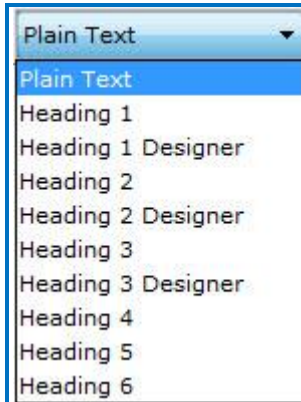 Plain Text
Plain Text
Heading 1
Heading 1 Designer
Heading 2
Heading 2 Designer
Heading 3
Heading 3 Designer
Heading 4
Heading 5
Heading 6